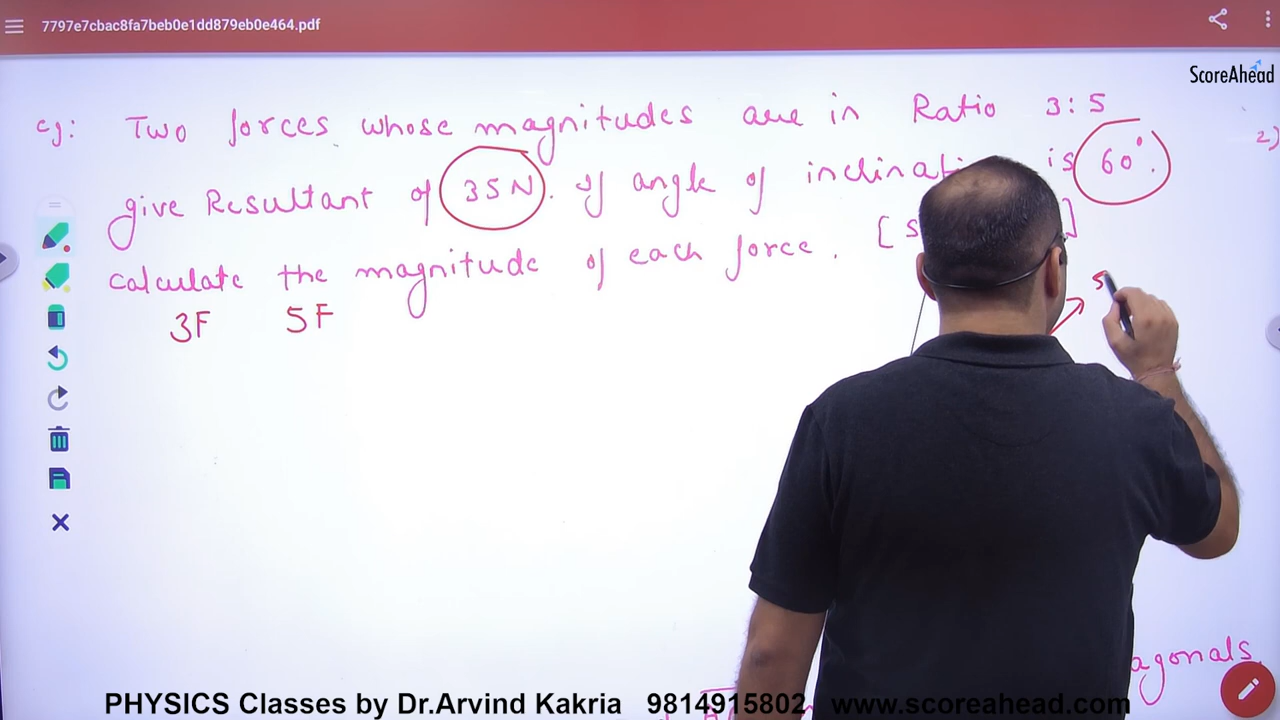 7797e7cbac8fa7beb0e1dd879eb0e464.pdf
ScoreAhead
eg: Two forces whose magnitudes are in Ratio 3:5
2)
give Resultant of 35N. If angle of is 60°.
calculate the magnitude of each force. [ ]
3F 5F
5
agonals
PHYSICS Classes by Dr.Arvind Kakria 9814915802 www.scoreahead.com